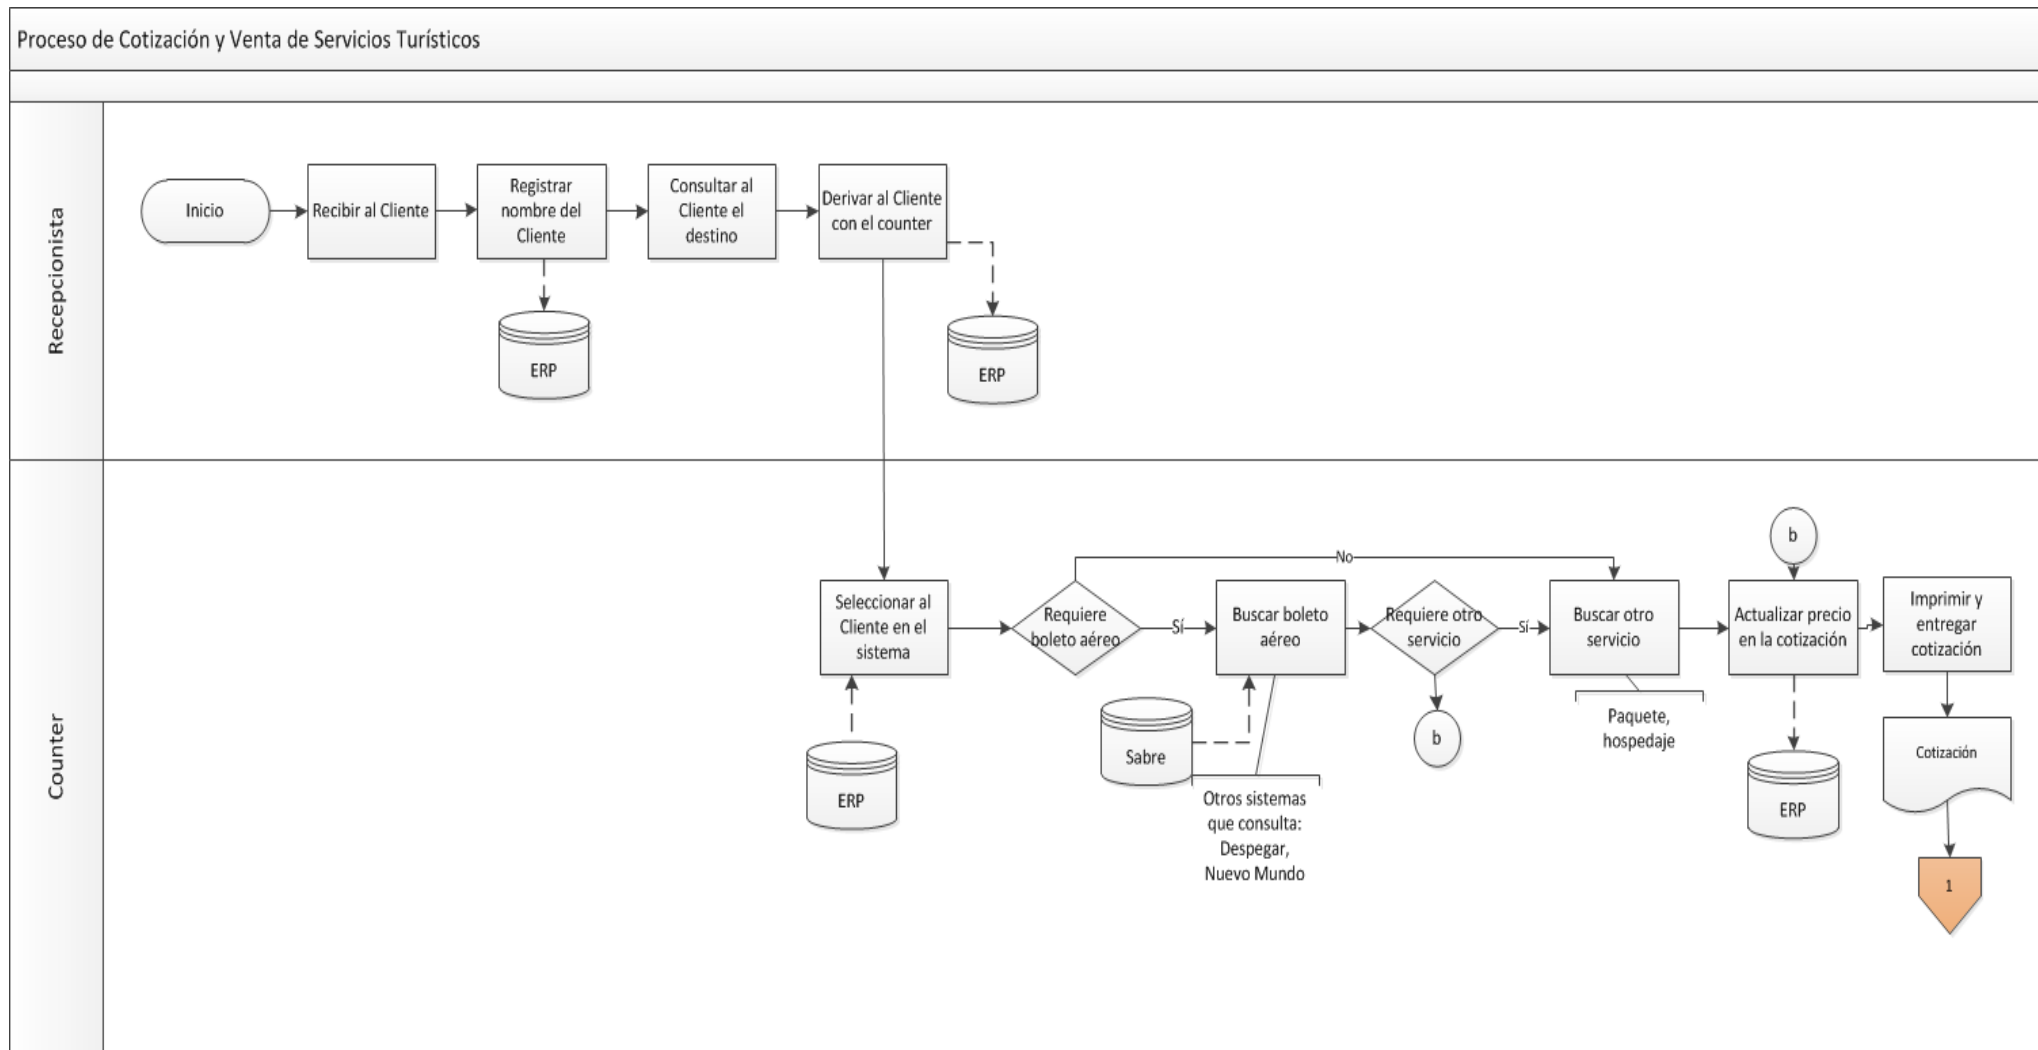 Proceso de Cotización y Venta de Servicios Turísticos
Recepcionista
Inicio
Recibir al Cliente
Registrar
nombre del
Cliente
Consultar al
Cliente el
destino
Derivar al Cliente
con el counter
ERP
ERP
Counter
Seleccionar al
Cliente en el
sistema
ERP
Requiere
boleto aéreo
No
Sí
Buscar boleto
aéreo
Sabre
Otros sistemas
que consulta:
Despegar,
Nuevo Mundo
Requiere otro
servicio
b
Sí
Buscar otro
servicio
Paquete,
hospedaje
b
Actualizar precio
en la cotización
ERP
Imprimir y
entregar
cotización
Cotización
1